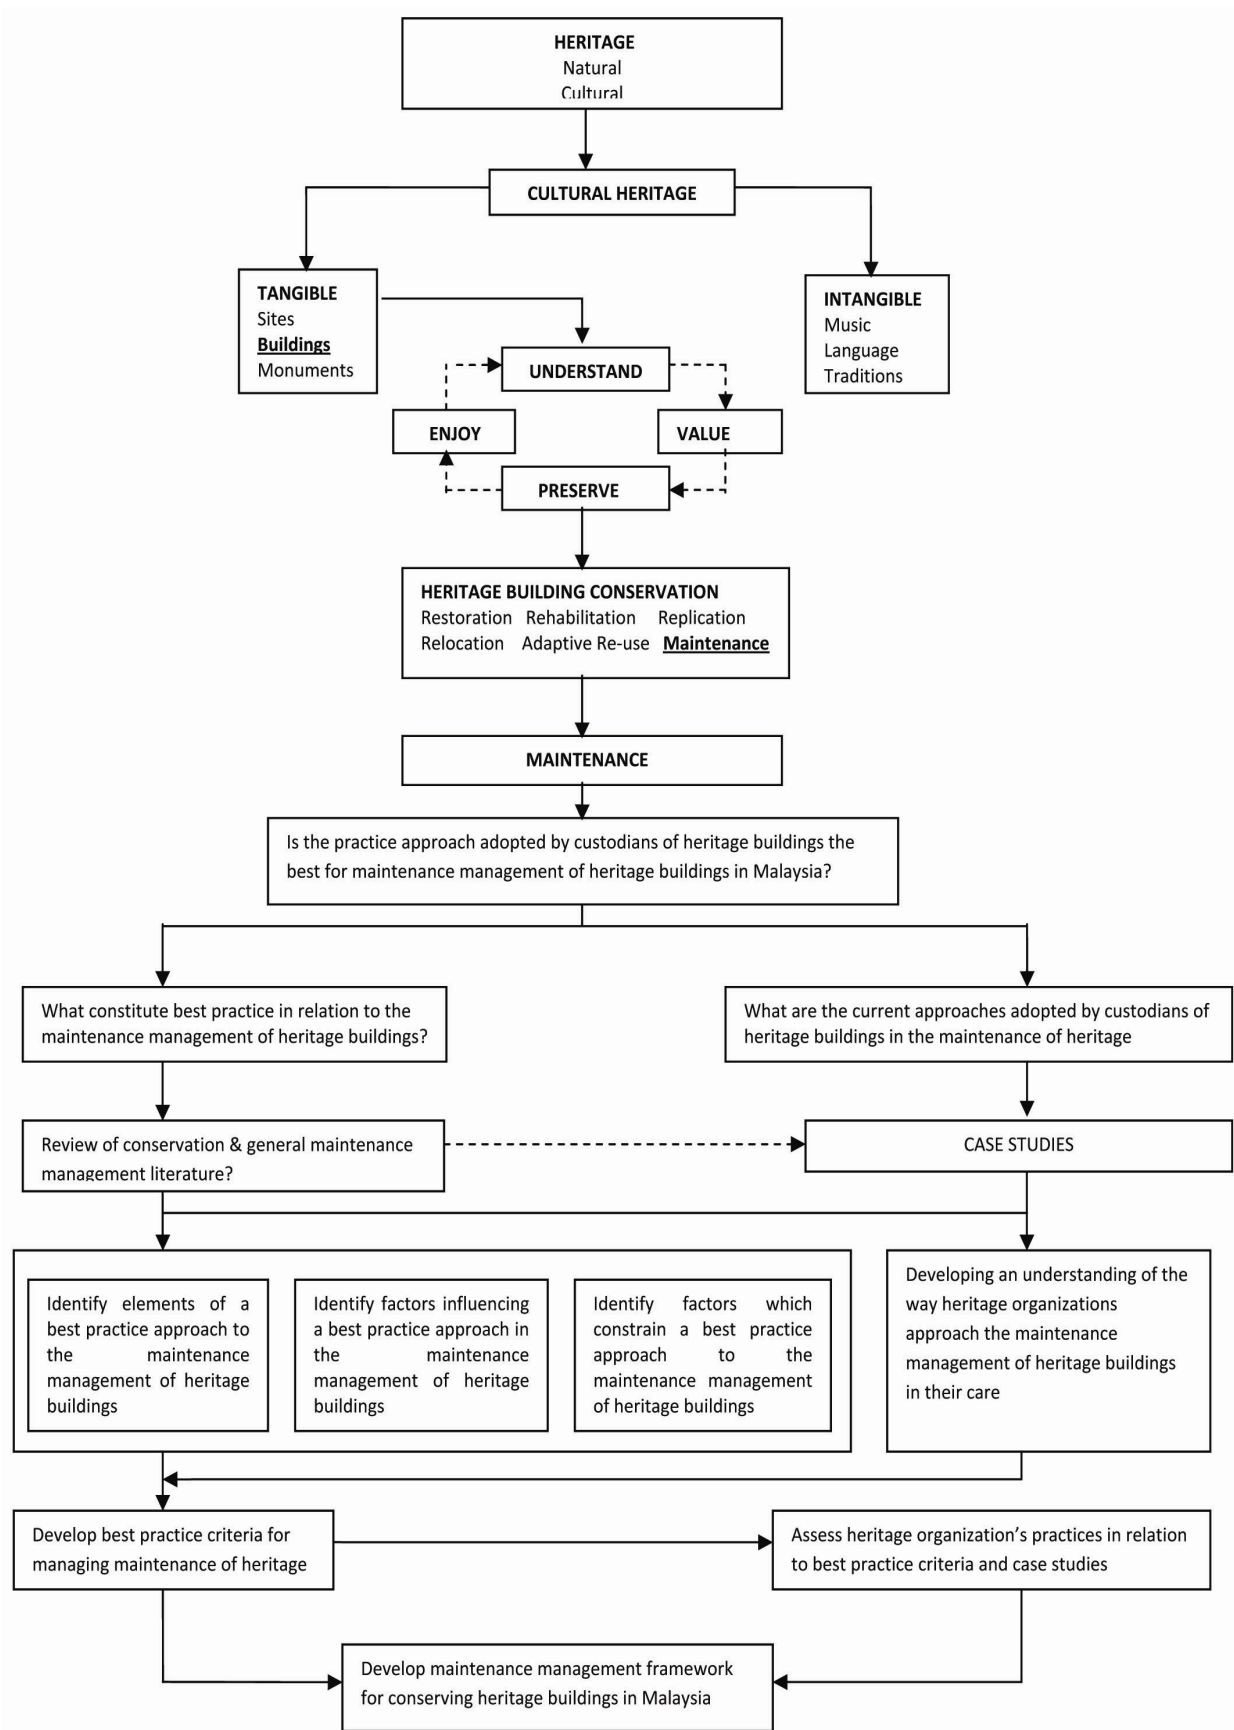 HERITAGE
Natural
Cultural
CULTURAL HERITAGE
TANGIBLE
Sites
Buildings
Monuments
INTANGIBLE
Music
Language
Traditions
UNDERSTAND
ENJOY
VALUE
PRESERVE
HERITAGE BUILDING CONSERVATION
Restoration Rehabilitation Replication
Relocation Adaptive Re-use Maintenance
MAINTENANCE
Is the practice approach adopted by custodians of heritage buildings the
best for maintenance management of heritage buildings in Malaysia?
What constitute best practice in relation to the
maintenance management of heritage buildings?
What are the current approaches adopted by custodians of
heritage buildings in the maintenance of heritage
Review of conservation & general maintenance
management literature?
CASE STUDIES
Identify elements of a
best practice approach to
the maintenance
management of heritage
buildings
Identify factors influencing
a best practice approach in
the maintenance
management of heritage
buildings
Identify factors which
constrain a best practice
approach to the
maintenance management
of heritage buildings
Developing an understanding of the
way heritage organizations
approach the maintenance
management of heritage buildings
in their care
Develop best practice criteria for
managing maintenance of heritage
Assess heritage organization’s practices in relation
to best practice criteria and case studies
Develop maintenance management framework
for conserving heritage buildings in Malaysia